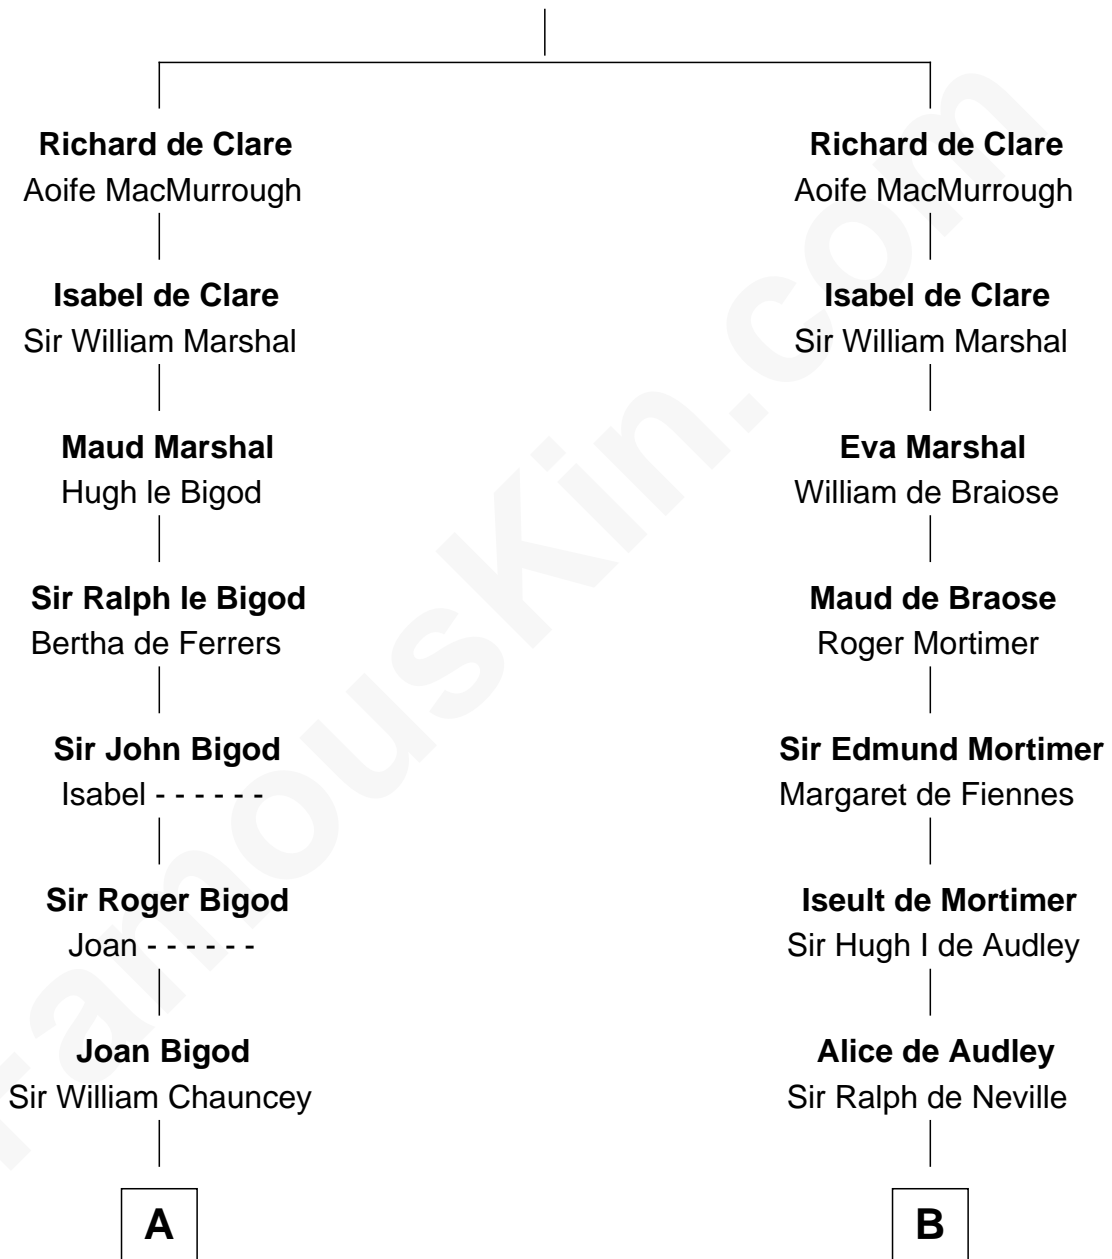 Richard de Clare
Aoife MacMurrough
Isabel de Clare
Sir William Marshal
Maud Marshal
Hugh le Bigod
Sir Ralph le Bigod
Bertha de Ferrers
Sir John Bigod
Isabel - - - - - -
Sir Roger Bigod
Joan - - - - - -
Joan Bigod
Sir William Chauncey
A
Richard de Clare
Aoife MacMurrough
Isabel de Clare
Sir William Marshal
Eva Marshal
William de Braiose
Maud de Braose
Roger Mortimer
Sir Edmund Mortimer
Margaret de Fiennes
Iseult de Mortimer
Sir Hugh I de Audley
Alice de Audley
Sir Ralph de Neville
B
FamousKin.com